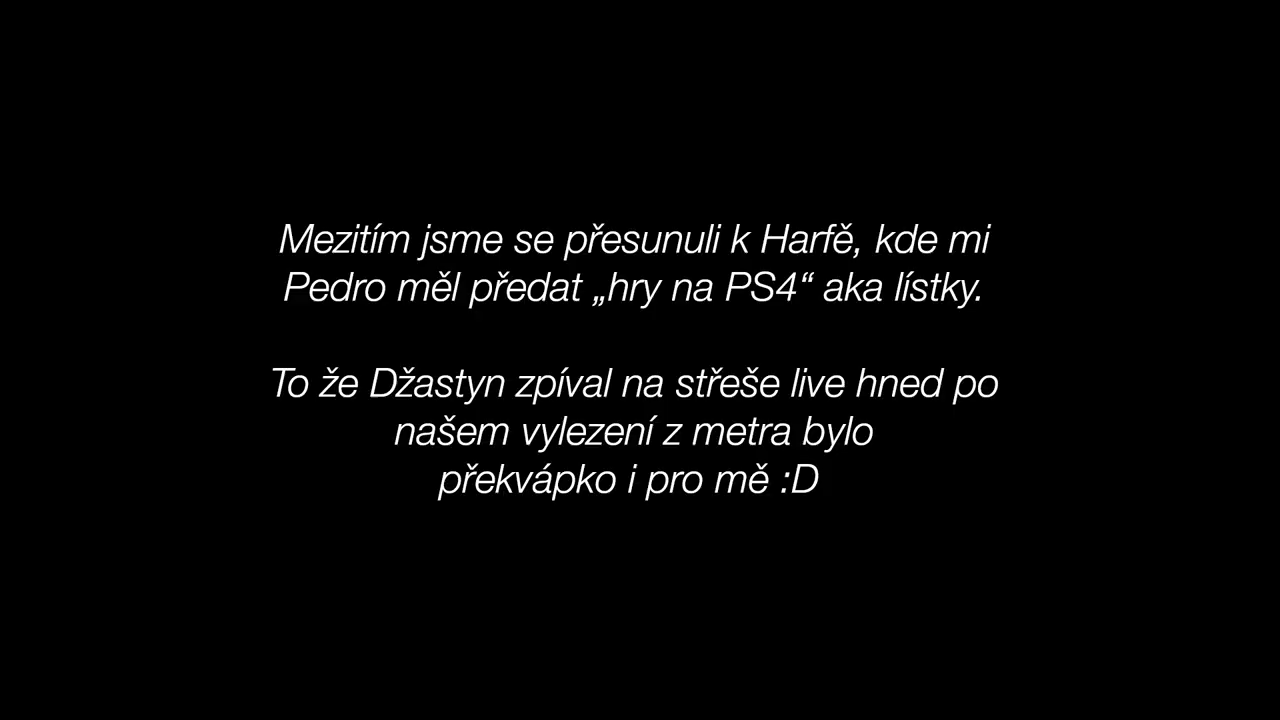 Mezitím jsme se přesunuli k Harfě, kde mi
Pedro měl předat „hry na PS4“ aka lístky.
To že Džastyn zpíval na střeše live hned po
našem vylezení z metra bylo
překvápko i pro mě :D